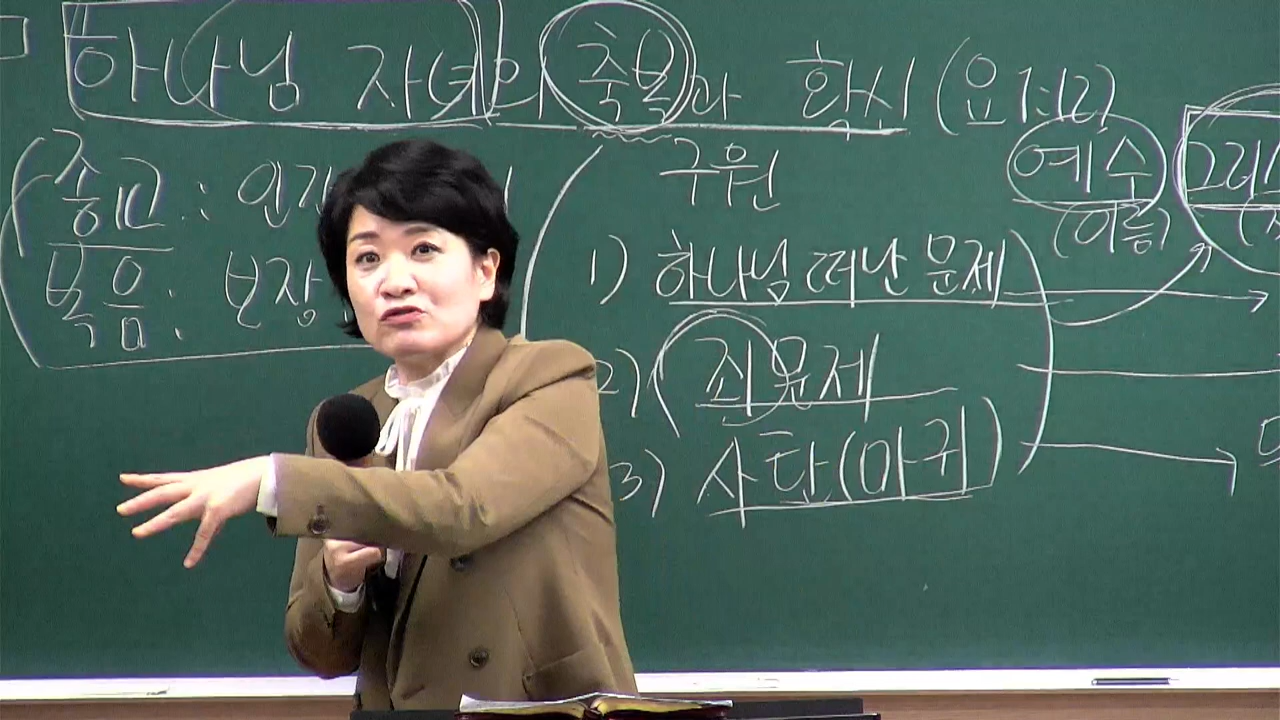 하나님 자녀의 축복과 확신 (요1:12)
종교 :
복음 : 보장
구원
1) 하나님 떠난 문제
2) 죄문제
3) 사탄(마귀)
예수
(이름)